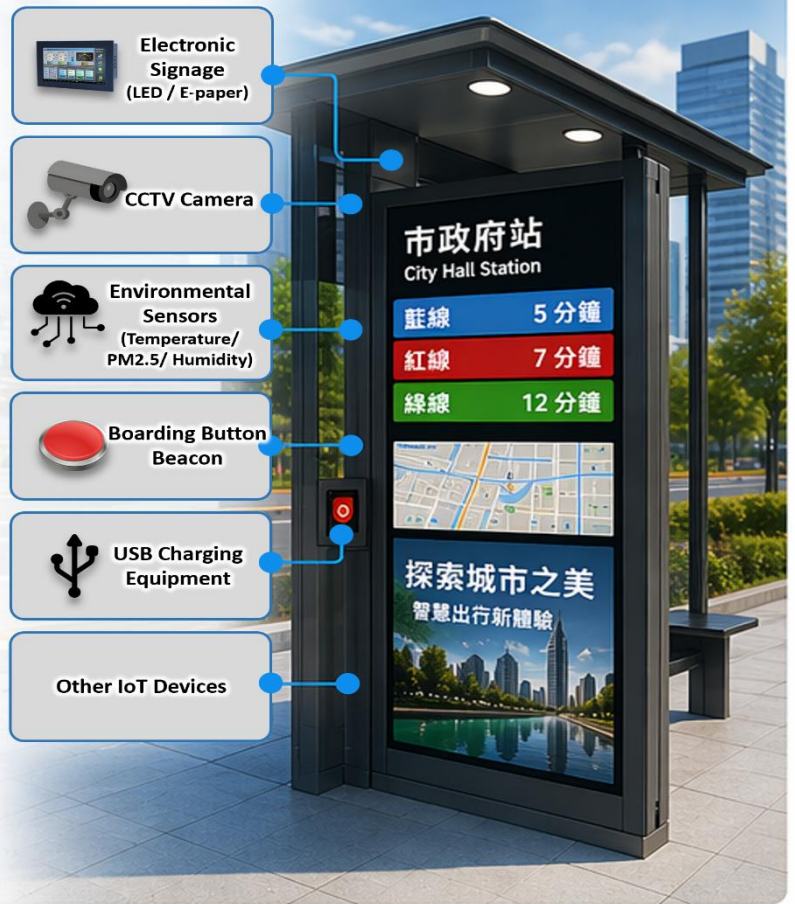 Electronic
Signage
(LED / E-paper)
CCTV Camera
Environmental
Sensors
(Temperature/
PM2.5/ Humidity)
Boarding Button
Beacon
USB Charging
Equipment
Other IoT Devices
市政府站
City Hall Station
藍線 5 分鐘
紅線 7 分鐘
綠線 12 分鐘
探索城市之美
智慧出行新體驗